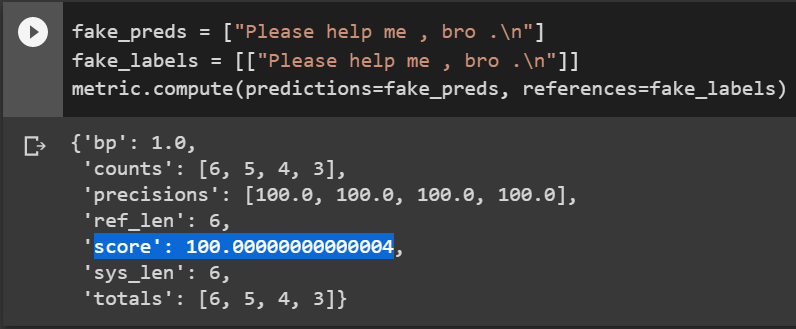 fake_preds = ["Please help me , bro .\n"]
fake_labels = [["Please help me , bro .\n"]]
metric.compute(predictions=fake_preds, references=fake_labels)
{'bp': 1.0,
'counts': [6, 5, 4, 3],
'precisions': [100.0, 100.0, 100.0, 100.0],
'ref_len': 6,
'score': 100.00000000000004,
'sys_len': 6,
'totals': [6, 5, 4, 3]}